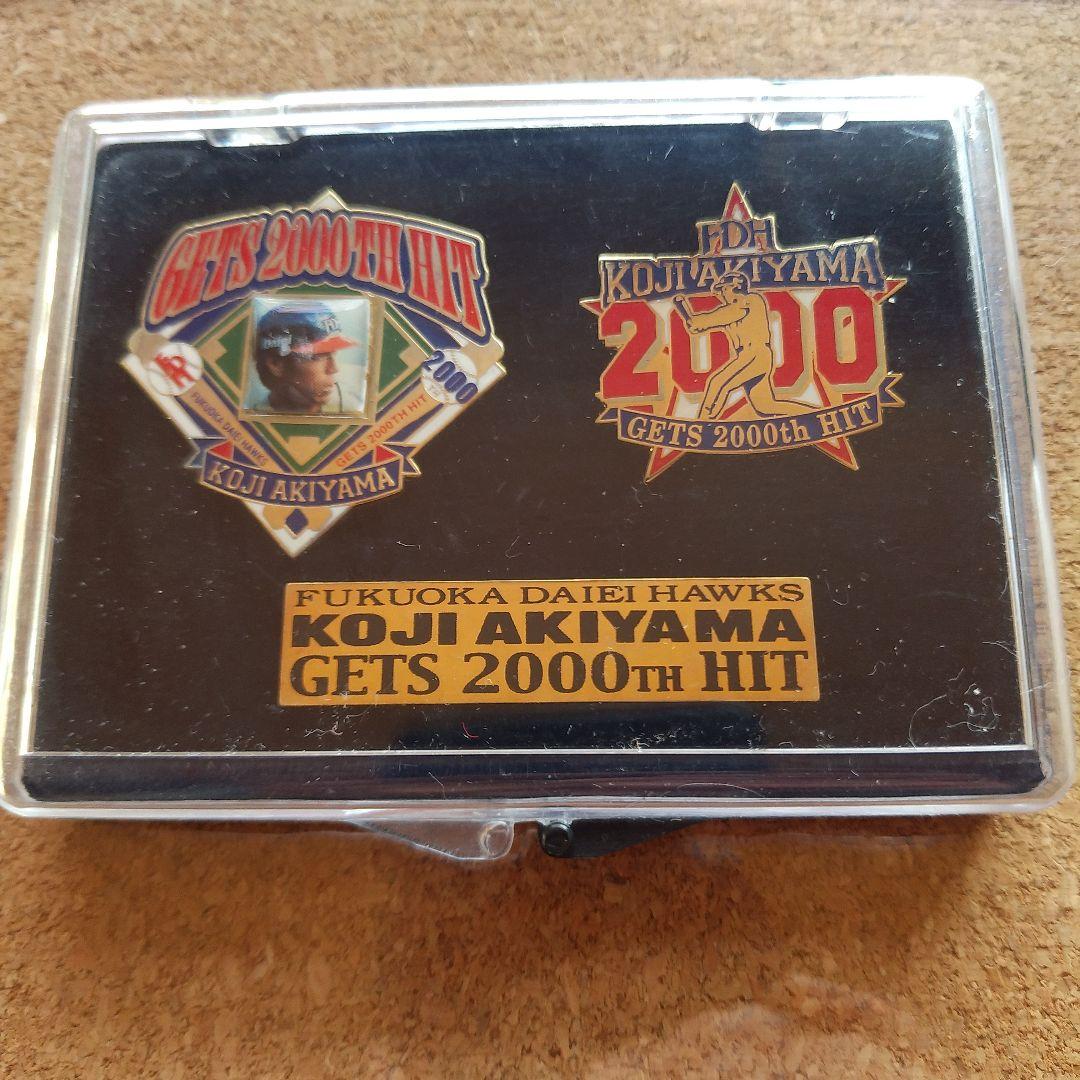 GETS 2000TH HIT
2000
FUKUOKA DAIEI HAWKS
GETS 2000TH HIT
KOJI AKIYAMA
FDH
KOJI AKIYAMA
2000
GETS 2000th HIT
FUKUOKA DAIEI HAWKS
KOJI AKIYAMA
GETS 2000TH HIT